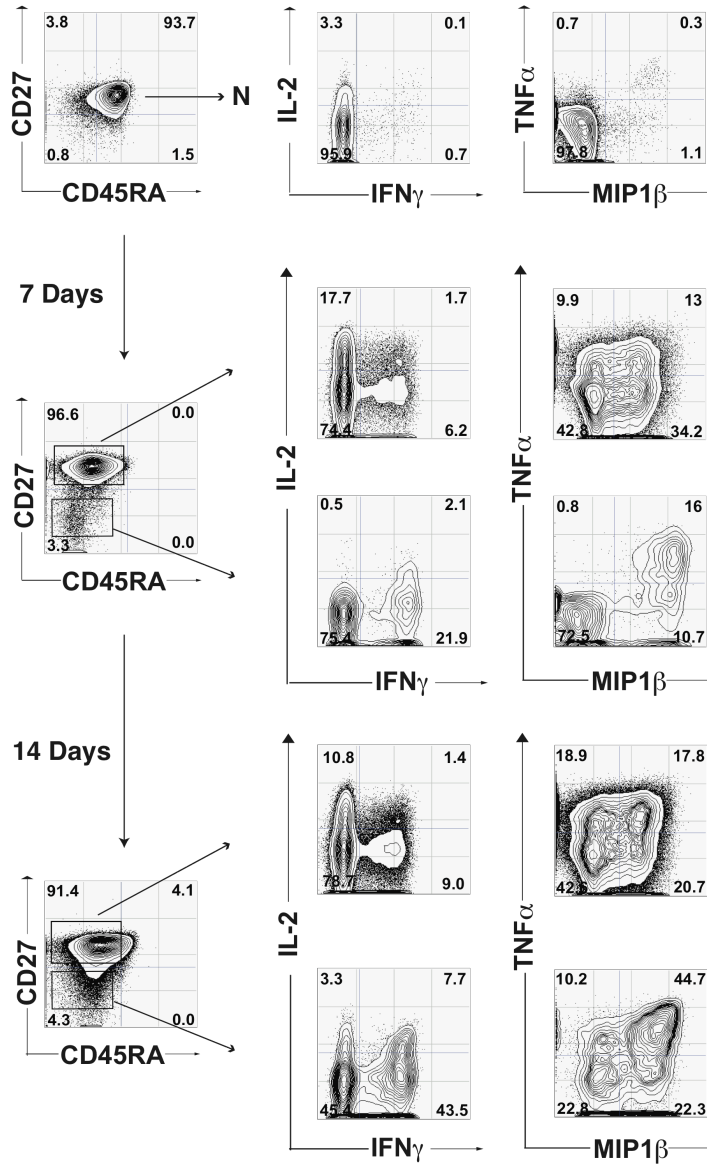 3.8 93.7
CD27
0.8 1.5
CD45RA
N
3.3 0.1
IL-2
95.9 0.7
IFNγ
0.7 0.3
TNFα
97.8 1.1
MIP1β
7 Days
96.6 0.0
CD27
3.3 0.0
CD45RA
17.7 1.7
74.4 6.2
IL-2
0.5 2.1
75.4 21.9
IFNγ
9.9 13
42.8 34.2
TNFα
0.8 16
72.5 10.7
MIP1β
14 Days
91.4 4.1
CD27
4.3 0.0
CD45RA
10.8 1.4
78.7 9.0
IL-2
3.3 7.7
45.4 43.5
IFNγ
18.9 17.8
20.7
TNFα
10.2 44.7
22.8 22.3
MIP1β